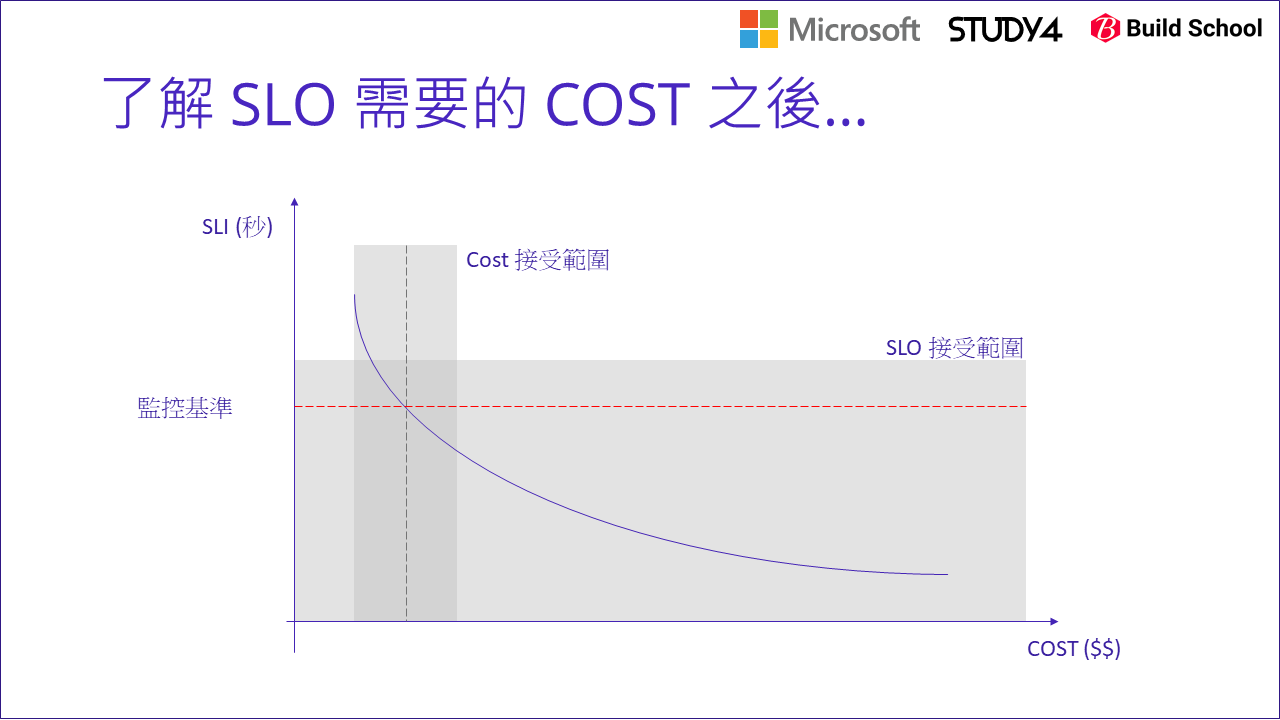 Microsoft STUDY4 Build School
了解 SLO 需要的 COST 之後…
SLI (秒)
Cost 接受範圍
SLO 接受範圍
監控基準
COST ($$)